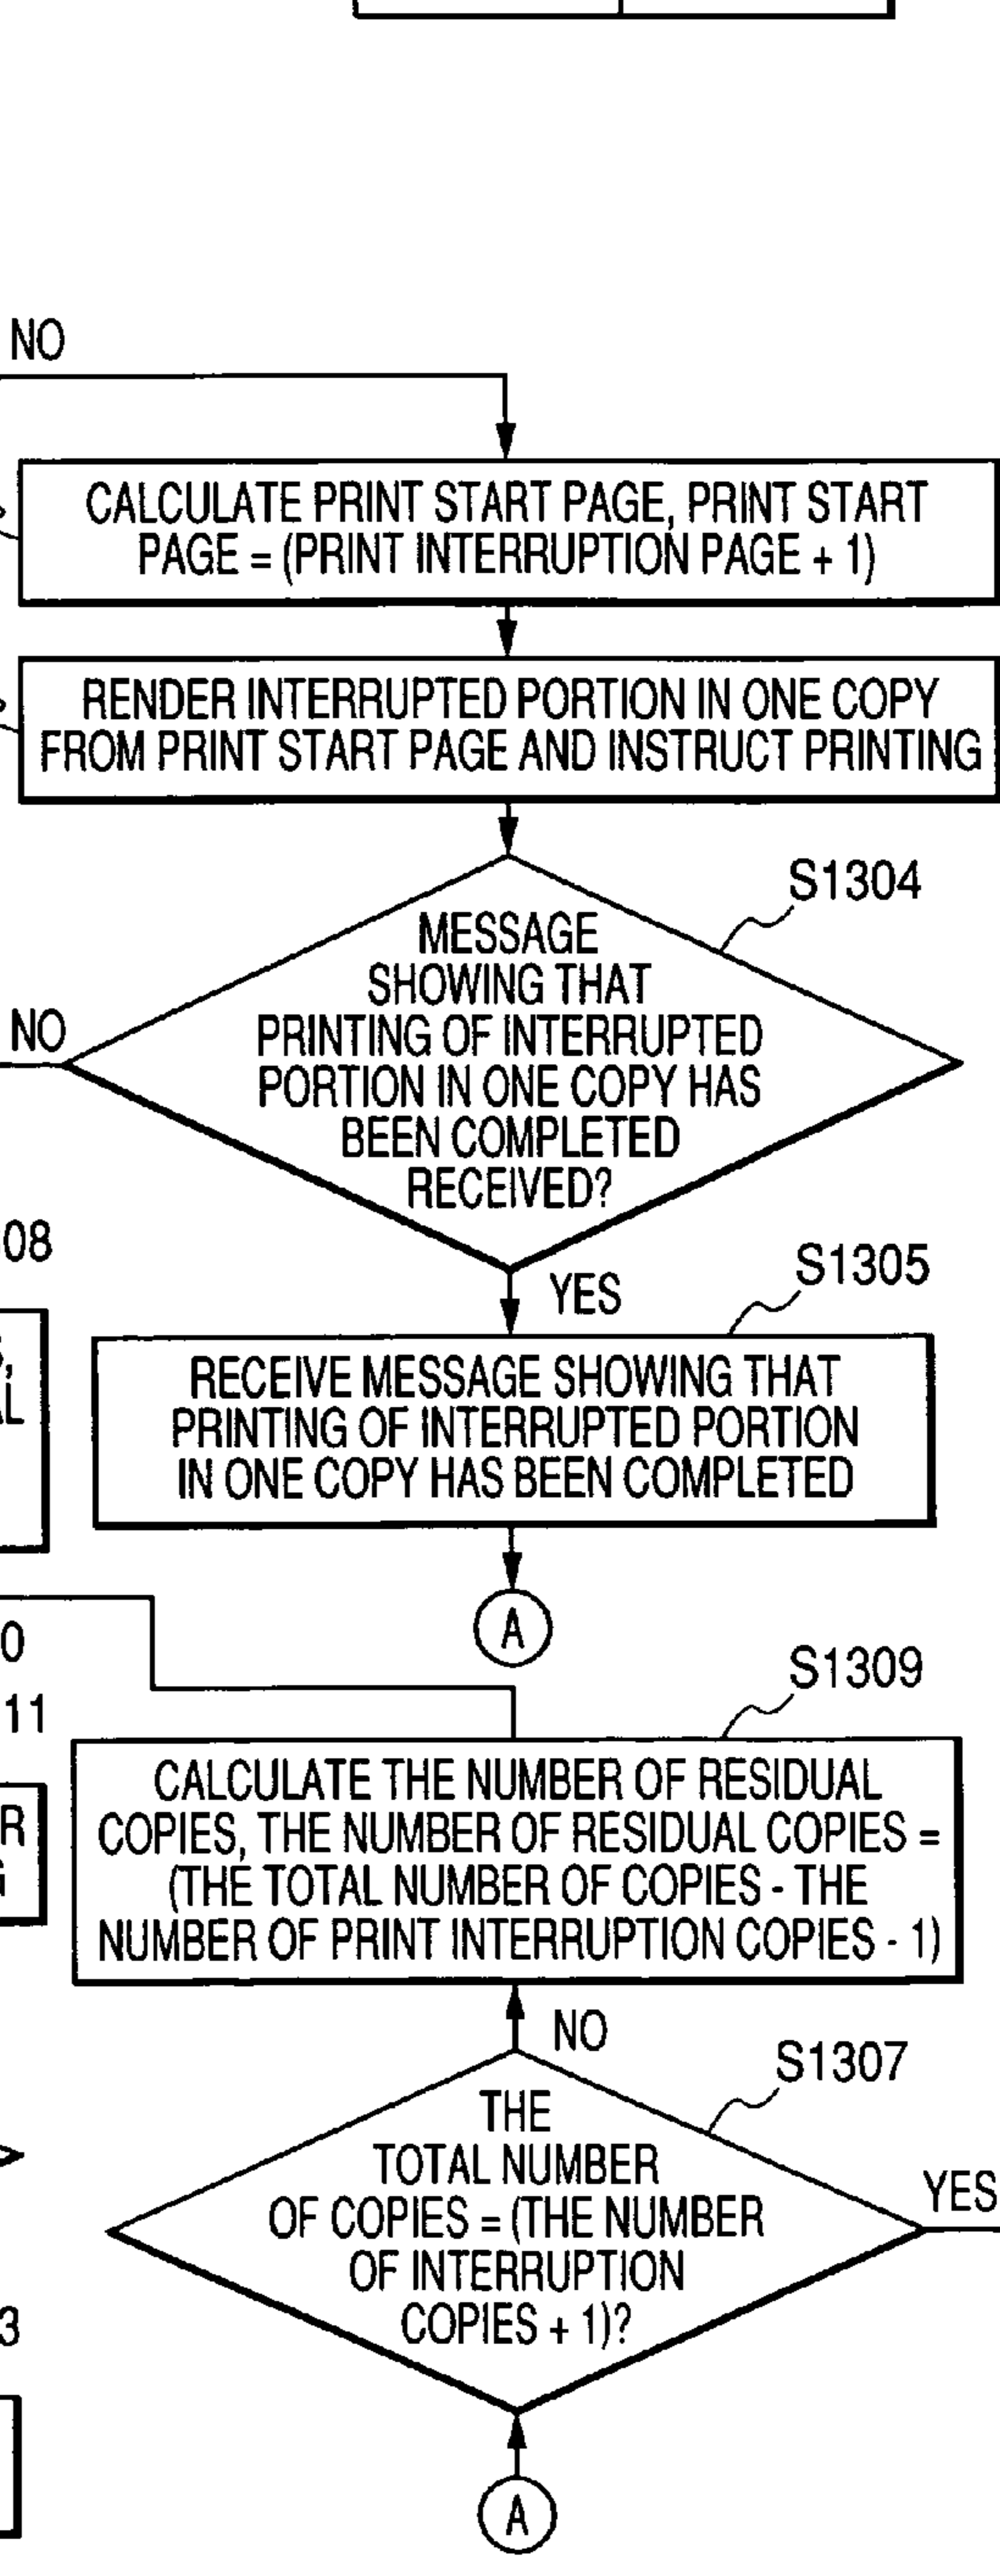 NO
CALCULATE PRINT START PAGE, PRINT START
PAGE = (PRINT INTERRUPTION PAGE + 1)
RENDER INTERRUPTED PORTION IN ONE COPY
FROM PRINT START PAGE AND INSTRUCT PRINTING
S1304
MESSAGE
SHOWING THAT
PRINTING OF INTERRUPTED
PORTION IN ONE COPY HAS
BEEN COMPLETED
RECEIVED?
NO
08
YES
S1305
RECEIVE MESSAGE SHOWING THAT
PRINTING OF INTERRUPTED PORTION
IN ONE COPY HAS BEEN COMPLETED
A
0
11
S1309
CALCULATE THE NUMBER OF RESIDUAL
COPIES, THE NUMBER OF RESIDUAL COPIES =
(THE TOTAL NUMBER OF COPIES - THE
NUMBER OF PRINT INTERRUPTION COPIES - 1)
R
NO
S1307
THE
TOTAL NUMBER
OF COPIES = (THE NUMBER
OF INTERRUPTION
COPIES + 1)?
YES
3
A